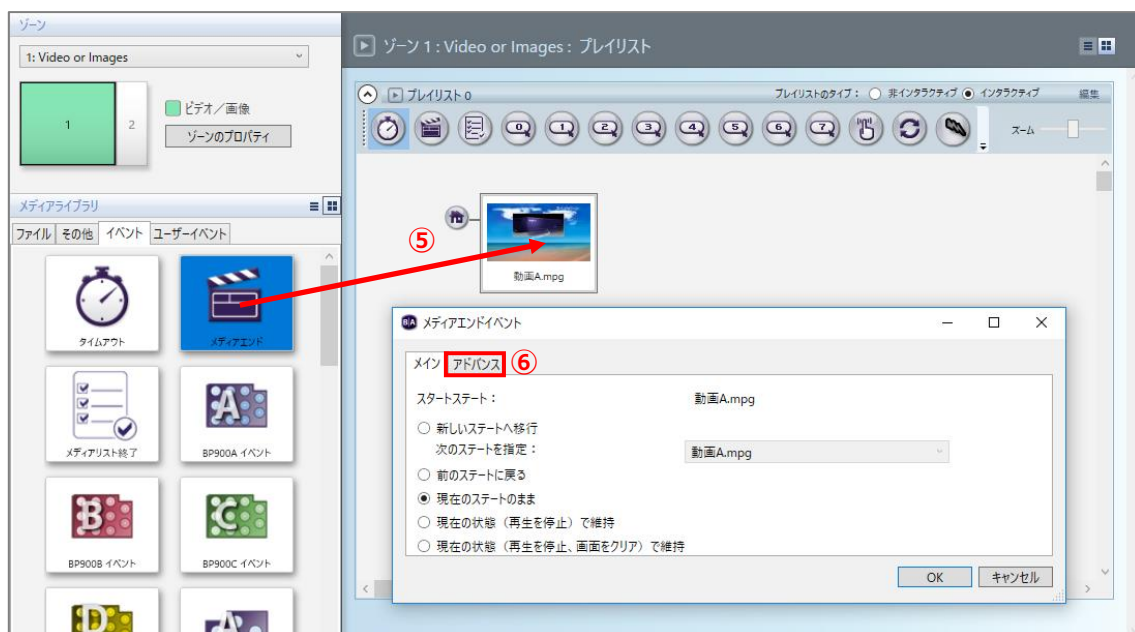 ゾーン
1: Video or Images
1
2
ビデオ／画像
ゾーンのプロパティ
メディアライブラリ
ファイル その他 イベント ユーザーイベント
タイムアウト
メディアエンド
メディアリスト終了
BP900A イベント
BP900B イベント
BP900C イベント
ゾーン 1 : Video or Images : プレイリスト
プレイリスト 0
プレイリストのタイプ： 非インタラクティブ インタラクティブ 編集
0 1 2 3 4 5 6 7
ズーム
⑤
動画A.mpg
BA メディアエンドイベント
メイン アドバンス ⑥
スタートステート： 動画A.mpg
新しいステートへ移行
次のステートを指定： 動画A.mpg
前のステートに戻る
現在のステートのまま
現在の状態（再生を停止）で維持
現在の状態（再生を停止、画面をクリア）で維持
OK キャンセル